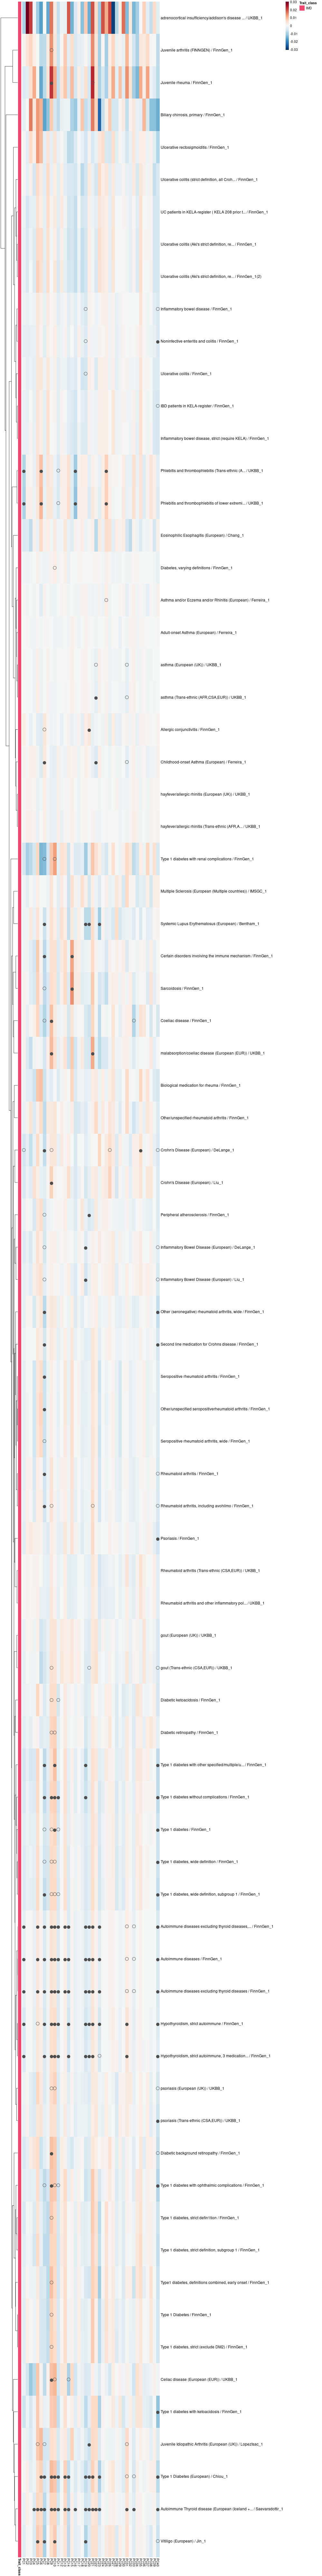 Trait_class
IMD
0.03
0.02
0.01
0
-0.01
-0.02
-0.03
adrenocortical insufficiency/addison's disease ... / UKBB_1
Juvenile arthritis (FINNGEN) / FinnGen_1
Juvenile rheuma / FinnGen_1
Biliary chirrosis, primary / FinnGen_1
Ulcerative rectosigmoiditis / FinnGen_1
Ulcerative colitis (strict definition, all Croh... / FinnGen_1
UC patients in KELA-register ( KELA 208 prior t... / FinnGen_1
Ulcerative colitis (Akl's strict definition, re... / FinnGen_1
Ulcerative colitis (Akl's strict definition, re... / FinnGen_1(2)
Inflammatory bowel disease / FinnGen_1
Noninfective enteritis and colitis / FinnGen_1
Ulcerative colitis / FinnGen_1
IBD patients in KELA register / FinnGen_1
Inflammatory bowel disease, strict (require KELA) / FinnGen_1
Phlebitis and thrombophlebitis (Trans-ethnic (A... / UKBB_1
Phlebitis and thrombophlebitis of lower extrem... / UKBB_1
Eosinophilic Esophagitis (European) / Chang_1
Diabetes, varying definitions / FinnGen_1
Asthma and/or Eczema and/or Rhinitis (European) / Ferreira_1
Adult-onset Asthma (European) / Ferreira_1
asthma (European (UK)) / UKBB_1
asthma (Trans-ethnic (AFR,CSA,EUR)) / UKBB_1
Allergic conjunctivitis / FinnGen_1
Childhood-onset Asthma (European) / Ferreira_1
hayfever/allergic rhinitis (European (UK)) / UKBB_1
hayfever/allergic rhinitis (Trans-ethnic (AFR,A... / UKBB_1
Type 1 diabetes with renal complications / FinnGen_1
Multiple Sclerosis (European (Multiple countries)) / IMSGC_1
Systemic Lupus Erythematosus (European) / Bentham_1
Certain disorders involving the immune mechanism / FinnGen_1
Sarcoidosis / FinnGen_1
Coeliac disease / FinnGen_1
malabsorption/coeliac disease (European (EUR)) / UKBB_1
Biological medication for rheuma / FinnGen_1
Other/unspecified rheumatoid arthritis / FinnGen_1
Crohn's Disease (European) / DeLange_1
Crohn's Disease (European) / Liu_1
Peripheral atherosclerosis / FinnGen_1
Inflammatory Bowel Disease (European) / DeLange_1
Inflammatory Bowel Disease (European) / Liu_1
Other (seronegative) rheumatoid arthritis, wide / FinnGen_1
Second line medication for Crohns disease / FinnGen_1
Seropositive rheumatoid arthritis / FinnGen_1
Other/unspecified seropositiverheumatoid arthritis / FinnGen_1
Seropositive rheumatoid arthritis, wide / FinnGen_1
Rheumatoid arthritis / FinnGen_1
Rheumatoid arthritis, including avohilmo / FinnGen_1
Psoriasis / FinnGen_1
Rheumatoid arthritis (Trans-ethnic (CSA,EUR)) / UKBB_1
Rheumatoid arthritis and other inflammatory pol... / UKBB_1
gout (European (UK)) / UKBB_1
gout (Trans-ethnic (CSA,EUR)) / UKBB_1
Diabetic ketoacidosis / FinnGen_1
Diabetic retinopathy / FinnGen_1
Type 1 diabetes with other specified/multiple/u... / FinnGen_1
Type 1 diabetes without complications / FinnGen_1
Type 1 diabetes / FinnGen_1
Type 1 diabetes, wide definition / FinnGen_1
Type 1 diabetes, wide definition, subgroup 1 / FinnGen_1
Autoimmune diseases excluding thyroid diseases,... / FinnGen_1
Autoimmune diseases / FinnGen_1
Autoimmune diseases excluding thyroid diseases / FinnGen_1
Hypothyroidism, strict autoimmune / FinnGen_1
Hypothyroidism, strict autoimmune, 3 medication... / FinnGen_1
psoriasis (European (UK)) / UKBB_1
psoriasis (Trans-ethnic (CSA,EUR)) / UKBB_1
Diabetic background retinopathy / FinnGen_1
Type 1 diabetes with ophthalmic complications / FinnGen_1
Type 1 diabetes, strict definition / FinnGen_1
Type 1 diabetes, strict definition, subgroup 1 / FinnGen_1
Type1 diabetes, definitions combined, early onset / FinnGen_1
Type 1 Diabetes / FinnGen_1
Type 1 diabetes, strict (exclude DM2) / FinnGen_1
Celiac disease (European (EUR)) / UKBB_1
Type 1 diabetes with ketoacidosis / FinnGen_1
Juvenile Idiopathic Arthritis (European (UK)) / LopezIsac_1
Type 1 Diabetes (European) / Chiou_1
Autoimmune Thyroid disease (European (Iceland +... / Saevarsdottir_1
Vitiligo (European) / Jin_1
Trait_class